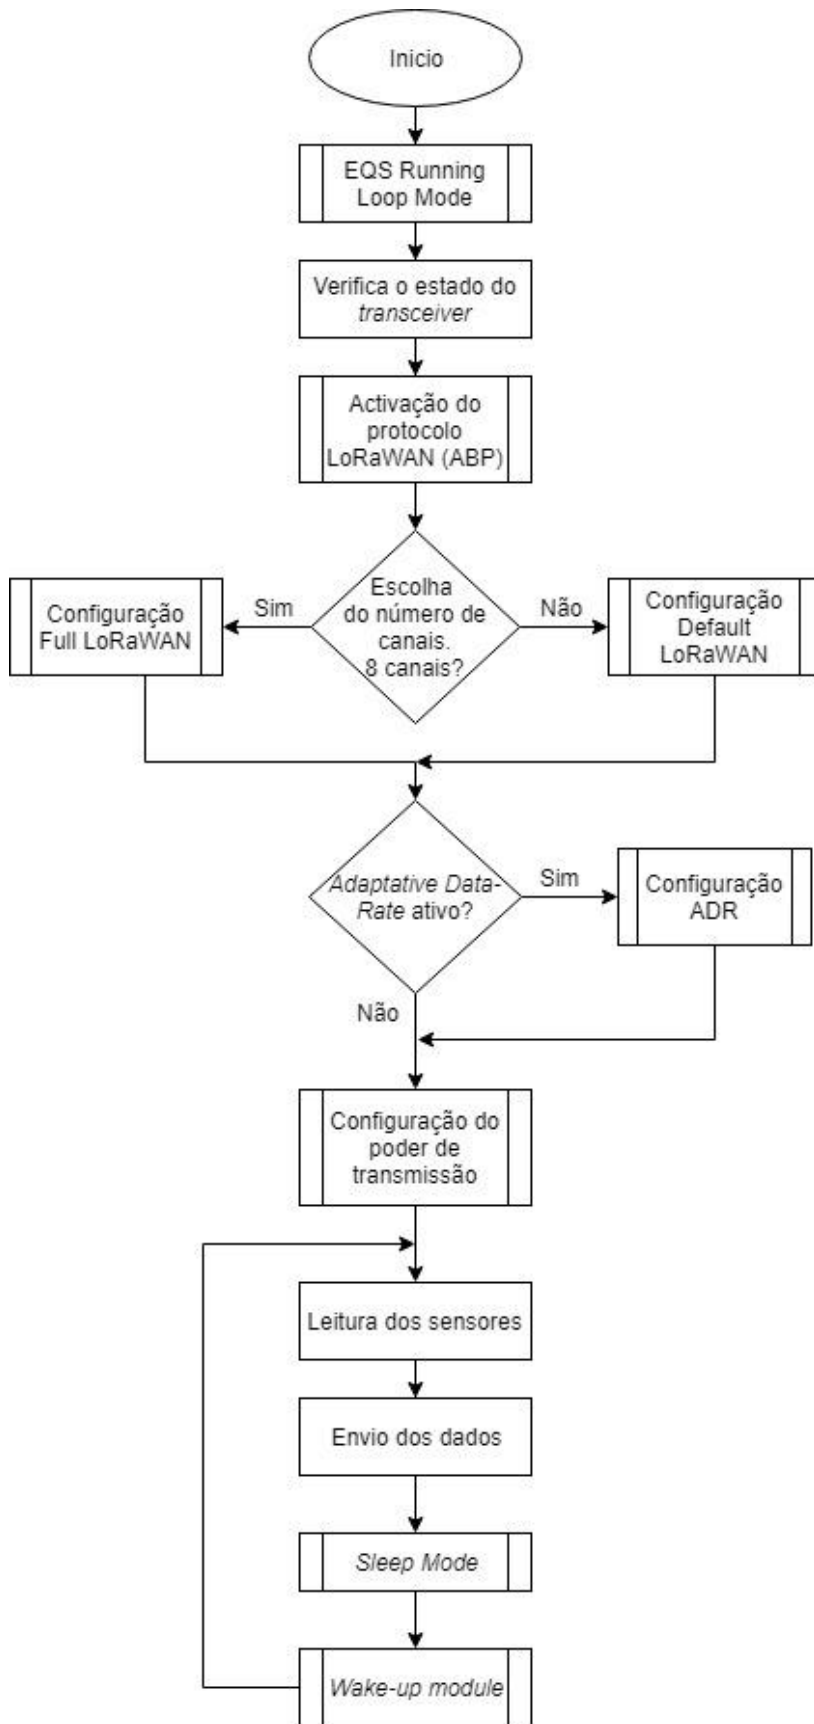 Inicio
EQS Running
Loop Mode
Verifica o estado do
transceiver
Activação do
protocolo
LoRaWAN (ABP)
Escolha
do número de
canais.
8 canais?
Sim
Não
Configuração
Full LoRaWAN
Configuração
Default
LoRaWAN
Adaptative Data-
Rate ativo?
Sim
Configuração
ADR
Não
Configuração do
poder de
transmissão
Leitura dos sensores
Envio dos dados
Sleep Mode
Wake-up module